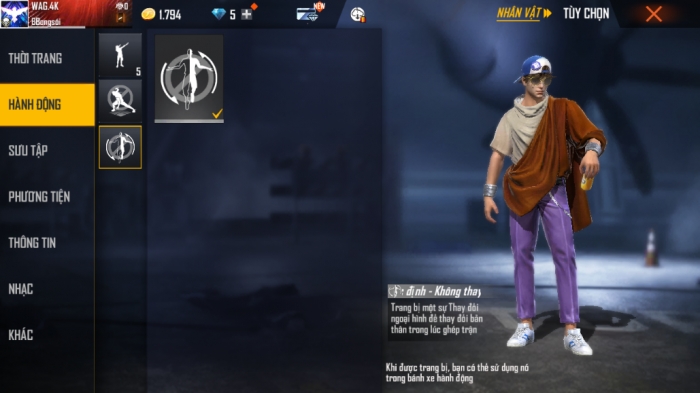 WAG.4K
GBongsói
0
1.794
5
NEW
NHÂN VẬT
TÙY CHỌN
THỜI TRANG
HÀNH ĐỘNG
SƯU TẬP
PHƯƠNG TIỆN
THÔNG TIN
NHẠC
KHÁC
5
định - Không thay
Trang bị một sự Thay đổi
ngoại hình để thay đổi bản
thân trong lúc ghép trận
Khi được trang bị, bạn có thể sử dụng nó
trong bánh xe hành động